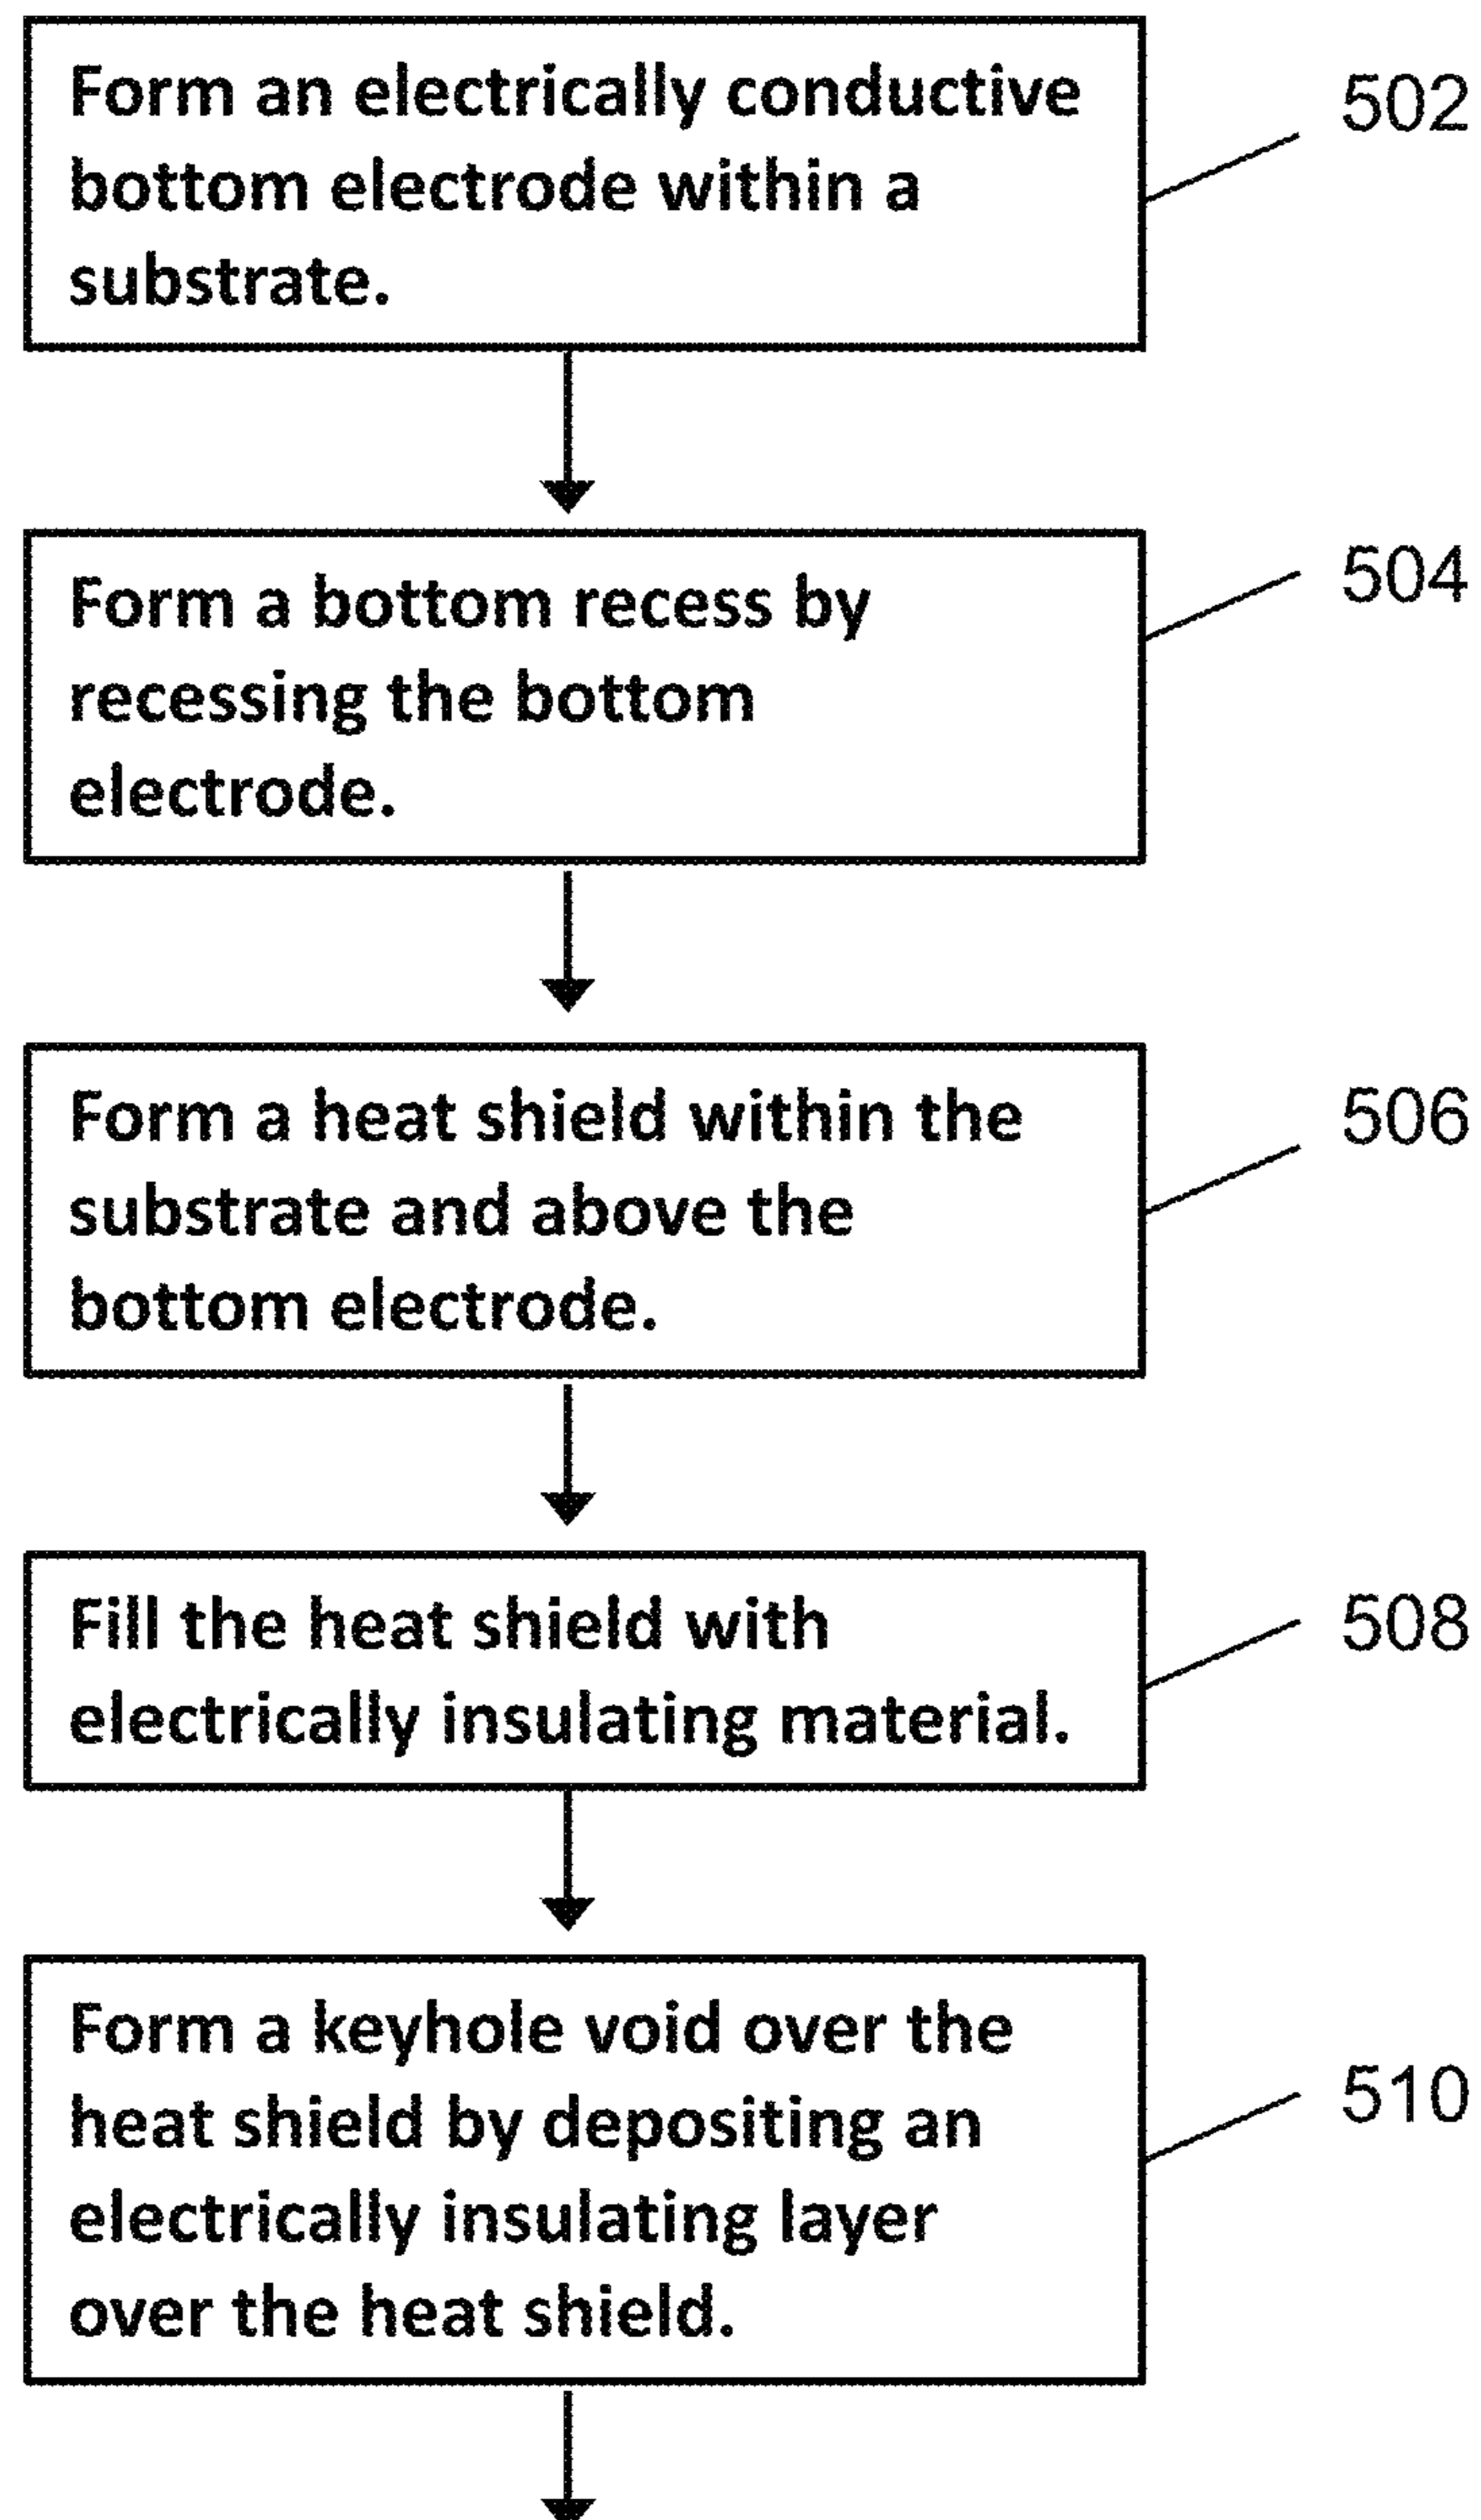 Form an electrically conductive
bottom electrode within a
substrate.
502
Form a bottom recess by
recessing the bottom
electrode.
504
Form a heat shield within the
substrate and above the
bottom electrode.
506
Fill the heat shield with
electrically insulating material.
508
Form a keyhole void over the
heat shield by depositing an
electrically insulating layer
over the heat shield.
510